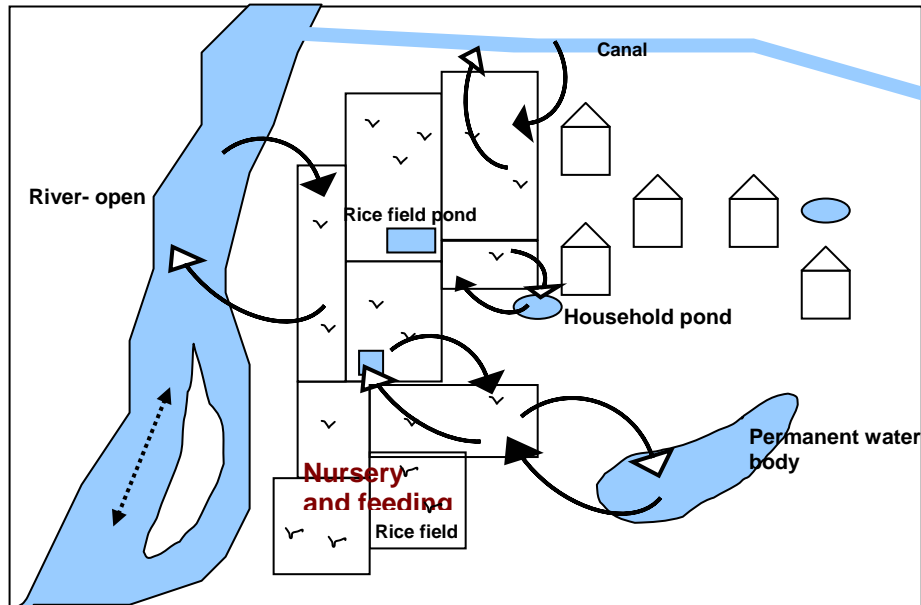 Canal
River- open
Rice field pond
Household pond
Permanent water
body
Nursery
and feeding
Rice field